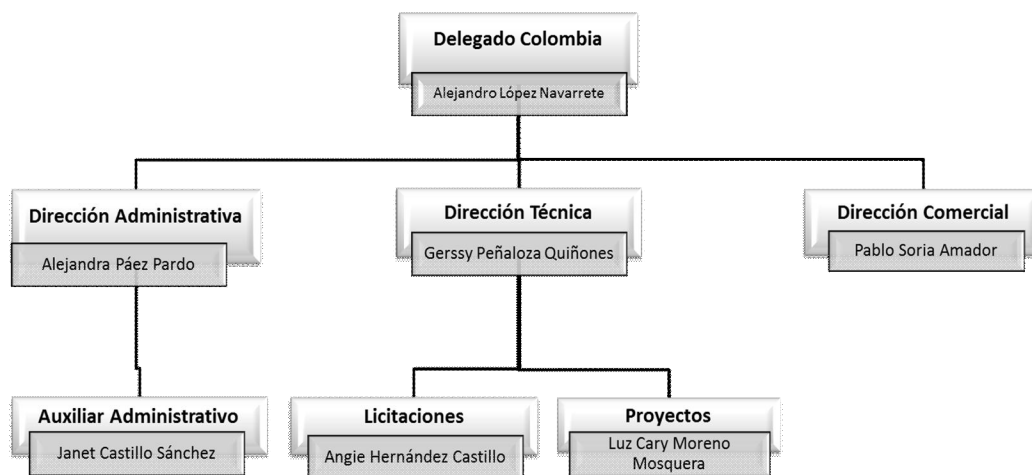 Delegado Colombia
Alejandro López Navarrete
Dirección Administrativa
Alejandra Páez Pardo
Dirección Técnica
Gerssy Peñaloza Quiñones
Dirección Comercial
Pablo Soria Amador
Auxiliar Administrativo
Janet Castillo Sánchez
Licitaciones
Angie Hernández Castillo
Proyectos
Luz Cary Moreno
Mosquera